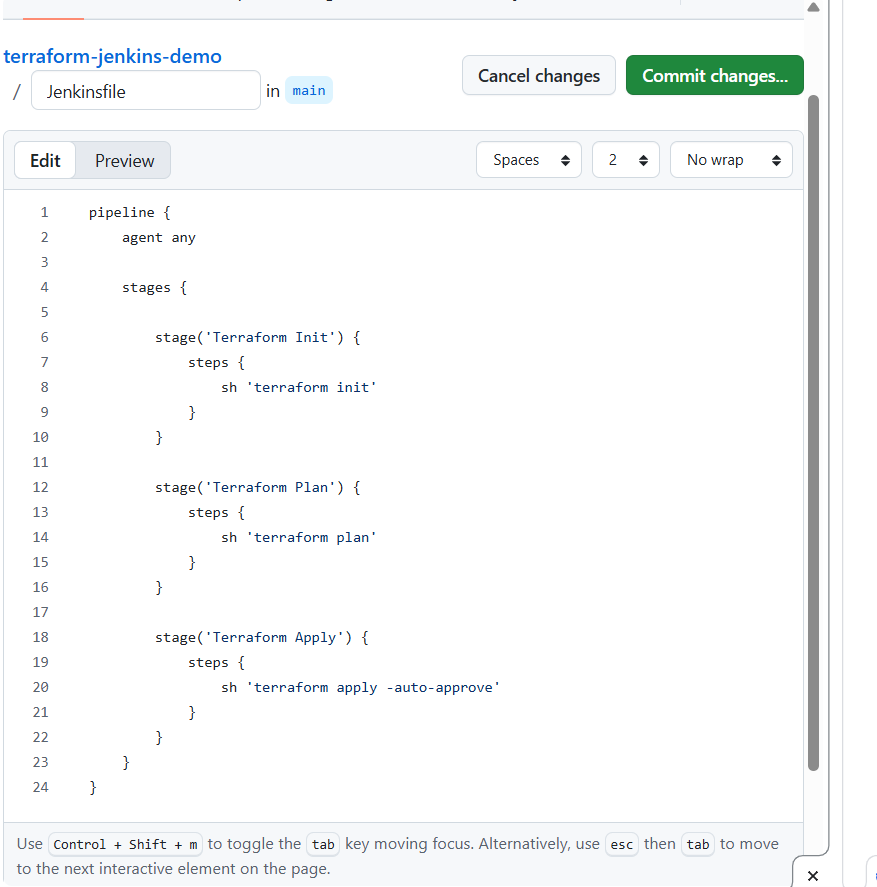 terraform-jenkins-demo
/ Jenkinsfile in main
Cancel changes
Commit changes...
Edit Preview Spaces 2 No wrap
1 pipeline {
2     agent any
3
4     stages {
5
6         stage('Terraform Init') {
7             steps {
8                 sh 'terraform init'
9             }
10         }
11
12         stage('Terraform Plan') {
13             steps {
14                 sh 'terraform plan'
15             }
16         }
17
18         stage('Terraform Apply') {
19             steps {
20                 sh 'terraform apply -auto-approve'
21             }
22         }
23     }
24 }
Use Control + Shift + m to toggle the tab key moving focus. Alternatively, use esc then tab to move
to the next interactive element on the page.